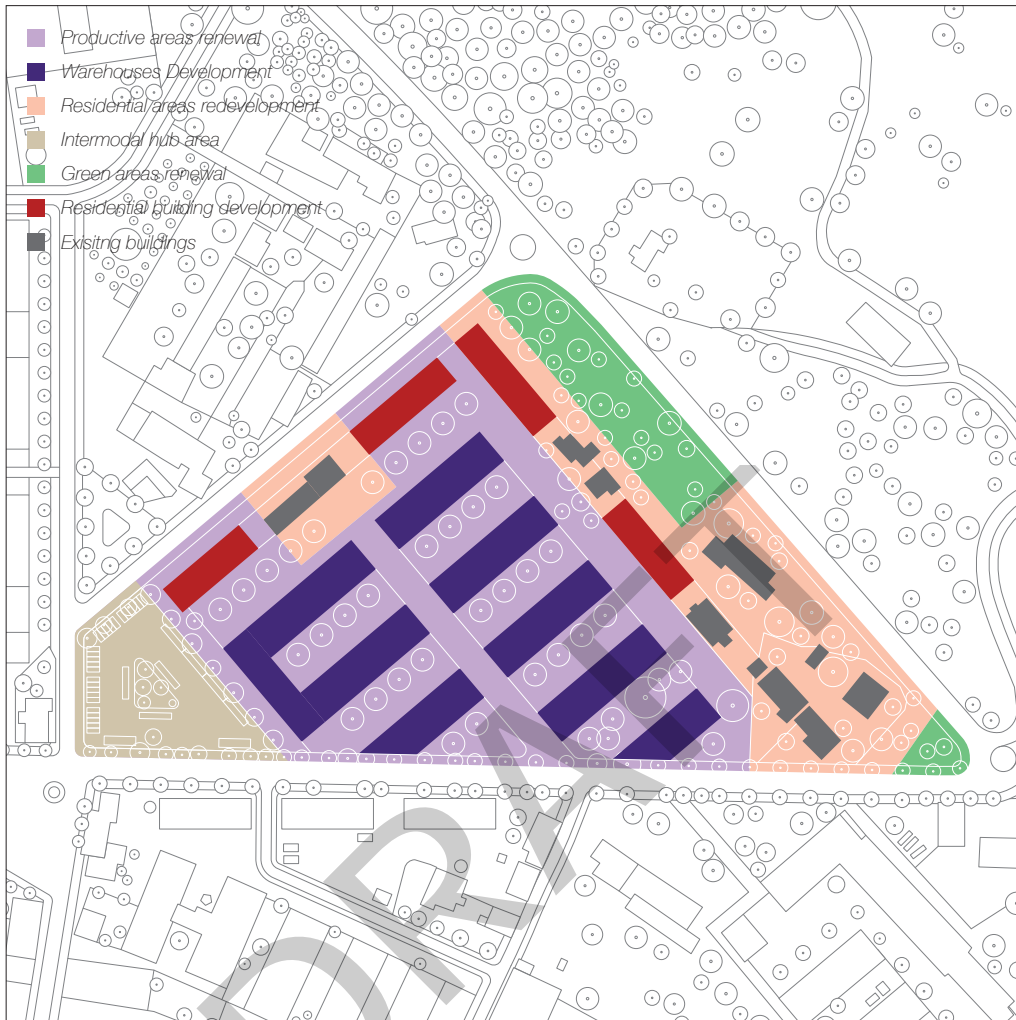 Productive areas renewal
Warehouses Development
Residential areas redevelopment
Intermodal hub area
Green areas renewal
Residential building development
Exisitng buildings
DRAFT